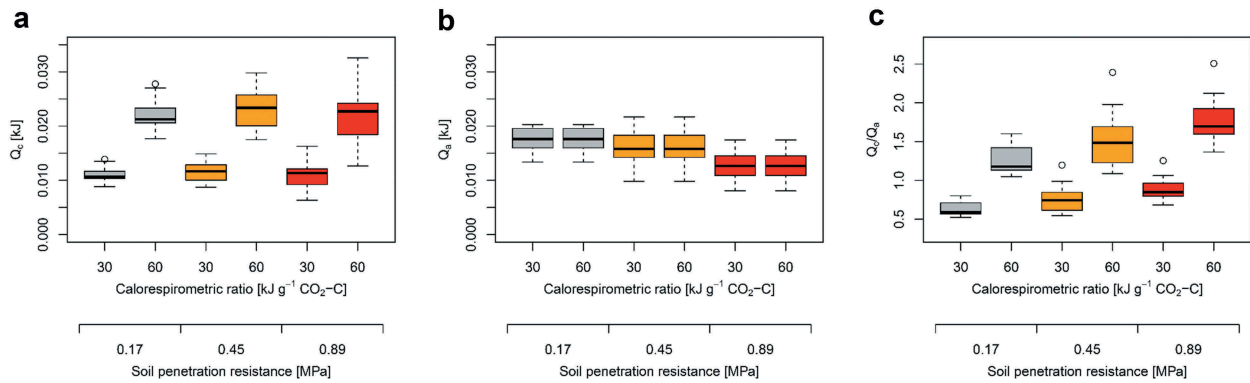 a
Q_c [kJ]
0.030
0.020
0.010
0.000
30 60 30 60 30 60
Calorespirometric ratio [kJ g⁻¹ CO₂−C]
0.17 0.45 0.89
Soil penetration resistance [MPa]
b
Qₐ [kJ]
0.030
0.020
0.010
0.000
30 60 30 60 30 60
Calorespirometric ratio [kJ g⁻¹ CO₂−C]
0.17 0.45 0.89
Soil penetration resistance [MPa]
c
Q_c/Qₐ
2.5
2.0
1.5
1.0
0.5
30 60 30 60 30 60
Calorespirometric ratio [kJ g⁻¹ CO₂−C]
0.17 0.45 0.89
Soil penetration resistance [MPa]